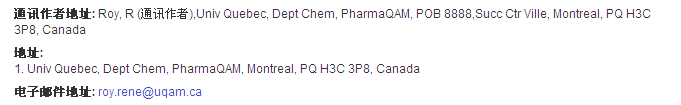 通讯作者地址: Roy, R (通讯作者),Univ Quebec, Dept Chem, PharmaQAM, POB 8888,Succ Ctr Ville, Montreal, PQ H3C
3P8, Canada
地址:
1. Univ Quebec, Dept Chem, PharmaQAM, Montreal, PQ H3C 3P8, Canada
电子邮件地址: roy.rene@uqam.ca